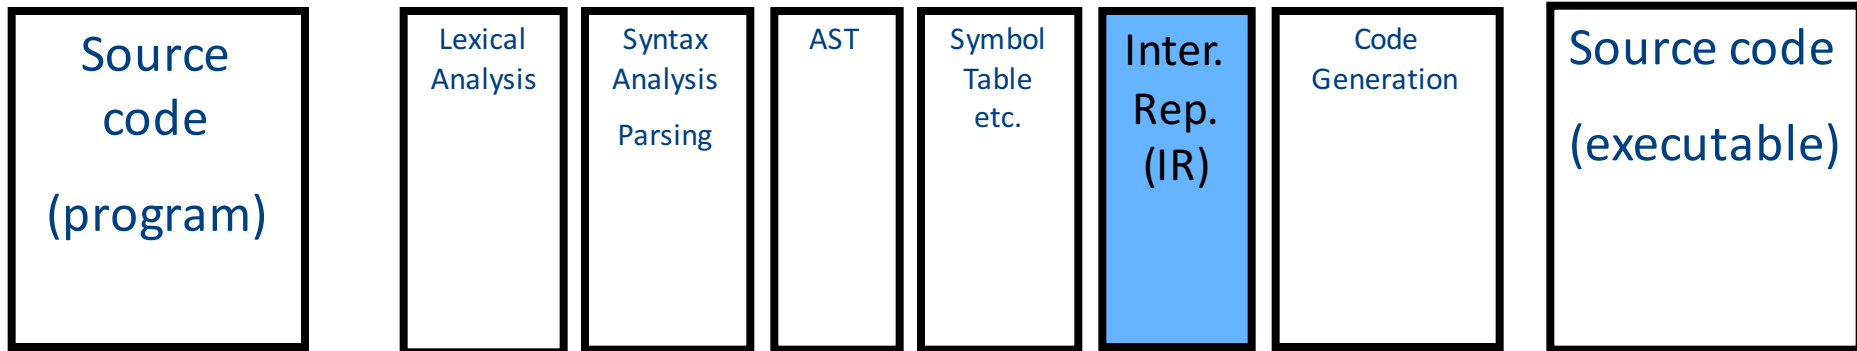 Source
code
(program)
Lexical
Analysis
Syntax
Analysis
Parsing
AST
Symbol
Table
etc.
Inter.
Rep.
(IR)
Code
Generation
Source code
(executable)